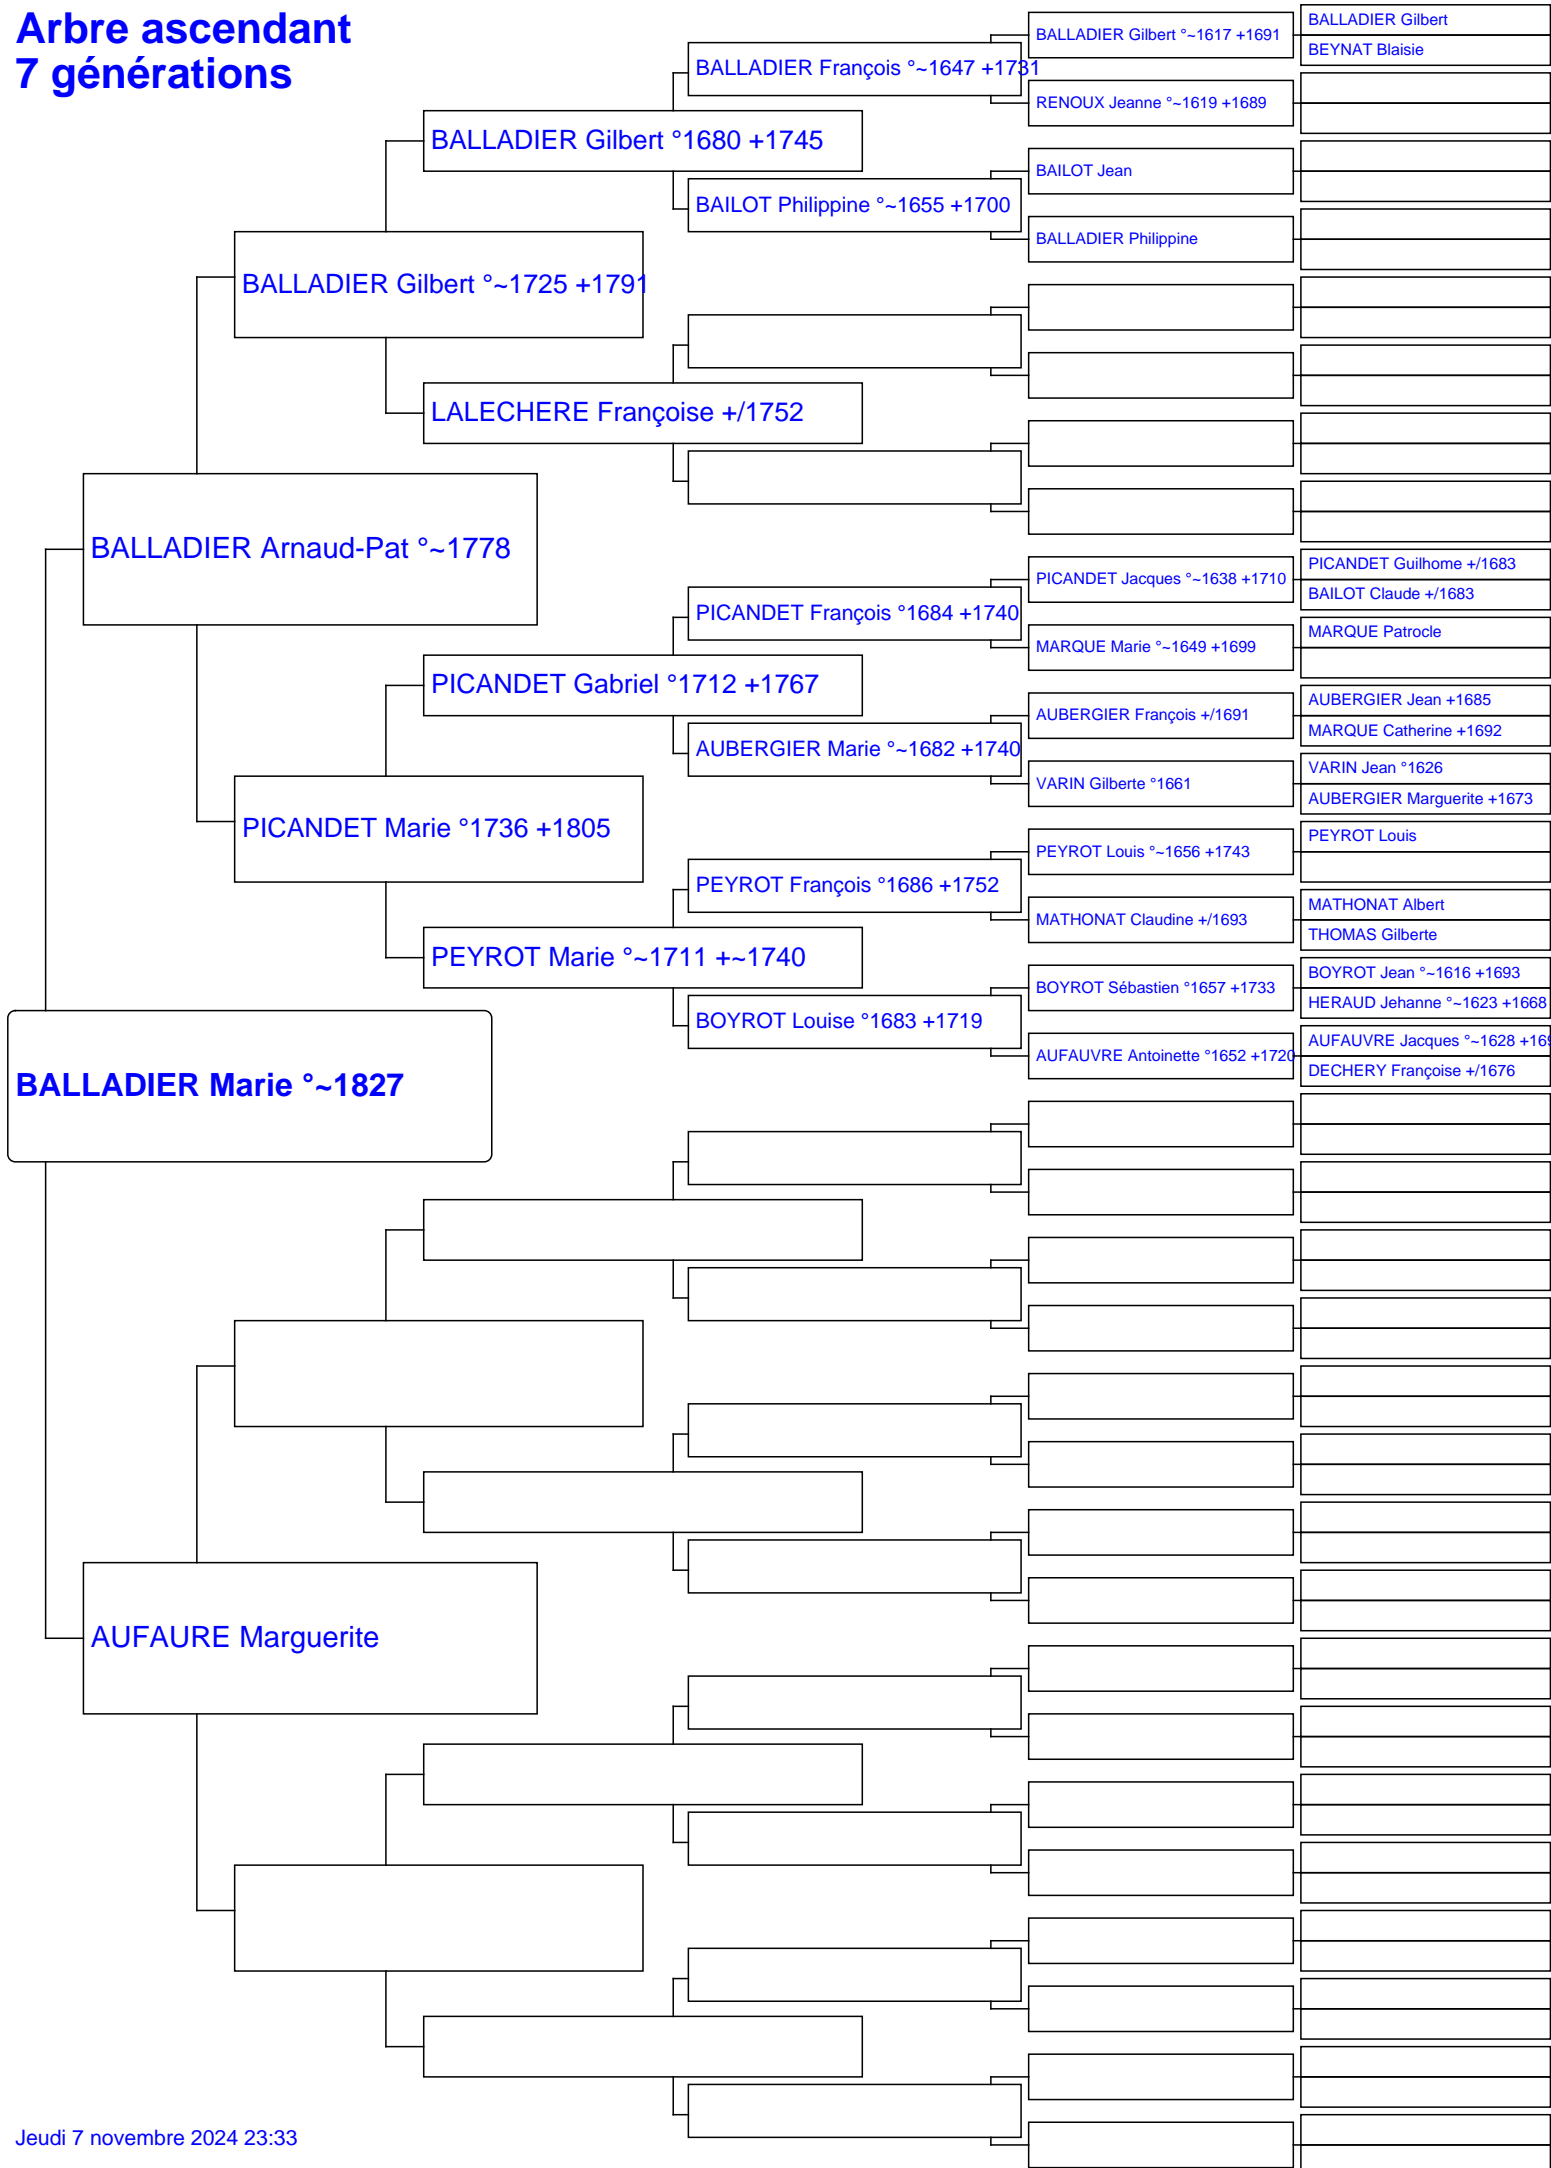 Arbre ascendant
7 générations
BALLADIER Marie °~1827
BALLADIER Arnaud-Pat °~1778
AUFAURE Marguerite
BALLADIER Gilbert °~1725 +1791
PICANDET Marie °1736 +1805
BALLADIER Gilbert °1680 +1745
LALECHERE Françoise +/1752
PICANDET Gabriel °1712 +1767
PEYROT Marie °~1711 +~1740
BALLADIER François °~1647 +1731
BAILOT Philippine °~1655 +1700
PICANDET François °1684 +1740
AUBERGIER Marie °~1682 +1740
PEYROT François °1686 +1752
BOYROT Louise °1683 +1719
BALLADIER Gilbert °~1617 +1691
RENOUX Jeanne °~1619 +1689
BAILOT Jean
BALLADIER Philippine
PICANDET Jacques °~1638 +1710
MARQUE Marie °~1649 +1699
AUBERGIER François +/1691
VARIN Gilberte °1661
PEYROT Louis °~1656 +1743
MATHONAT Claudine +/1693
BOYROT Sébastien °1657 +1733
AUFAUVRE Antoinette °1652 +1720
BALLADIER Gilbert
BEYNAT Blaisie
PICANDET Guilhome +/1683
BAILOT Claude +/1683
MARQUE Patrocle
AUBERGIER Jean +1685
MARQUE Catherine +1692
VARIN Jean °1626
AUBERGIER Marguerite +1673
PEYROT Louis
MATHONAT Albert
THOMAS Gilberte
BOYROT Jean °~1616 +1693
HERAUD Jehanne °~1623 +1668
AUFAUVRE Jacques °~1628
DECHERY Françoise +/1676
Jeudi 7 novembre 2024 23:33